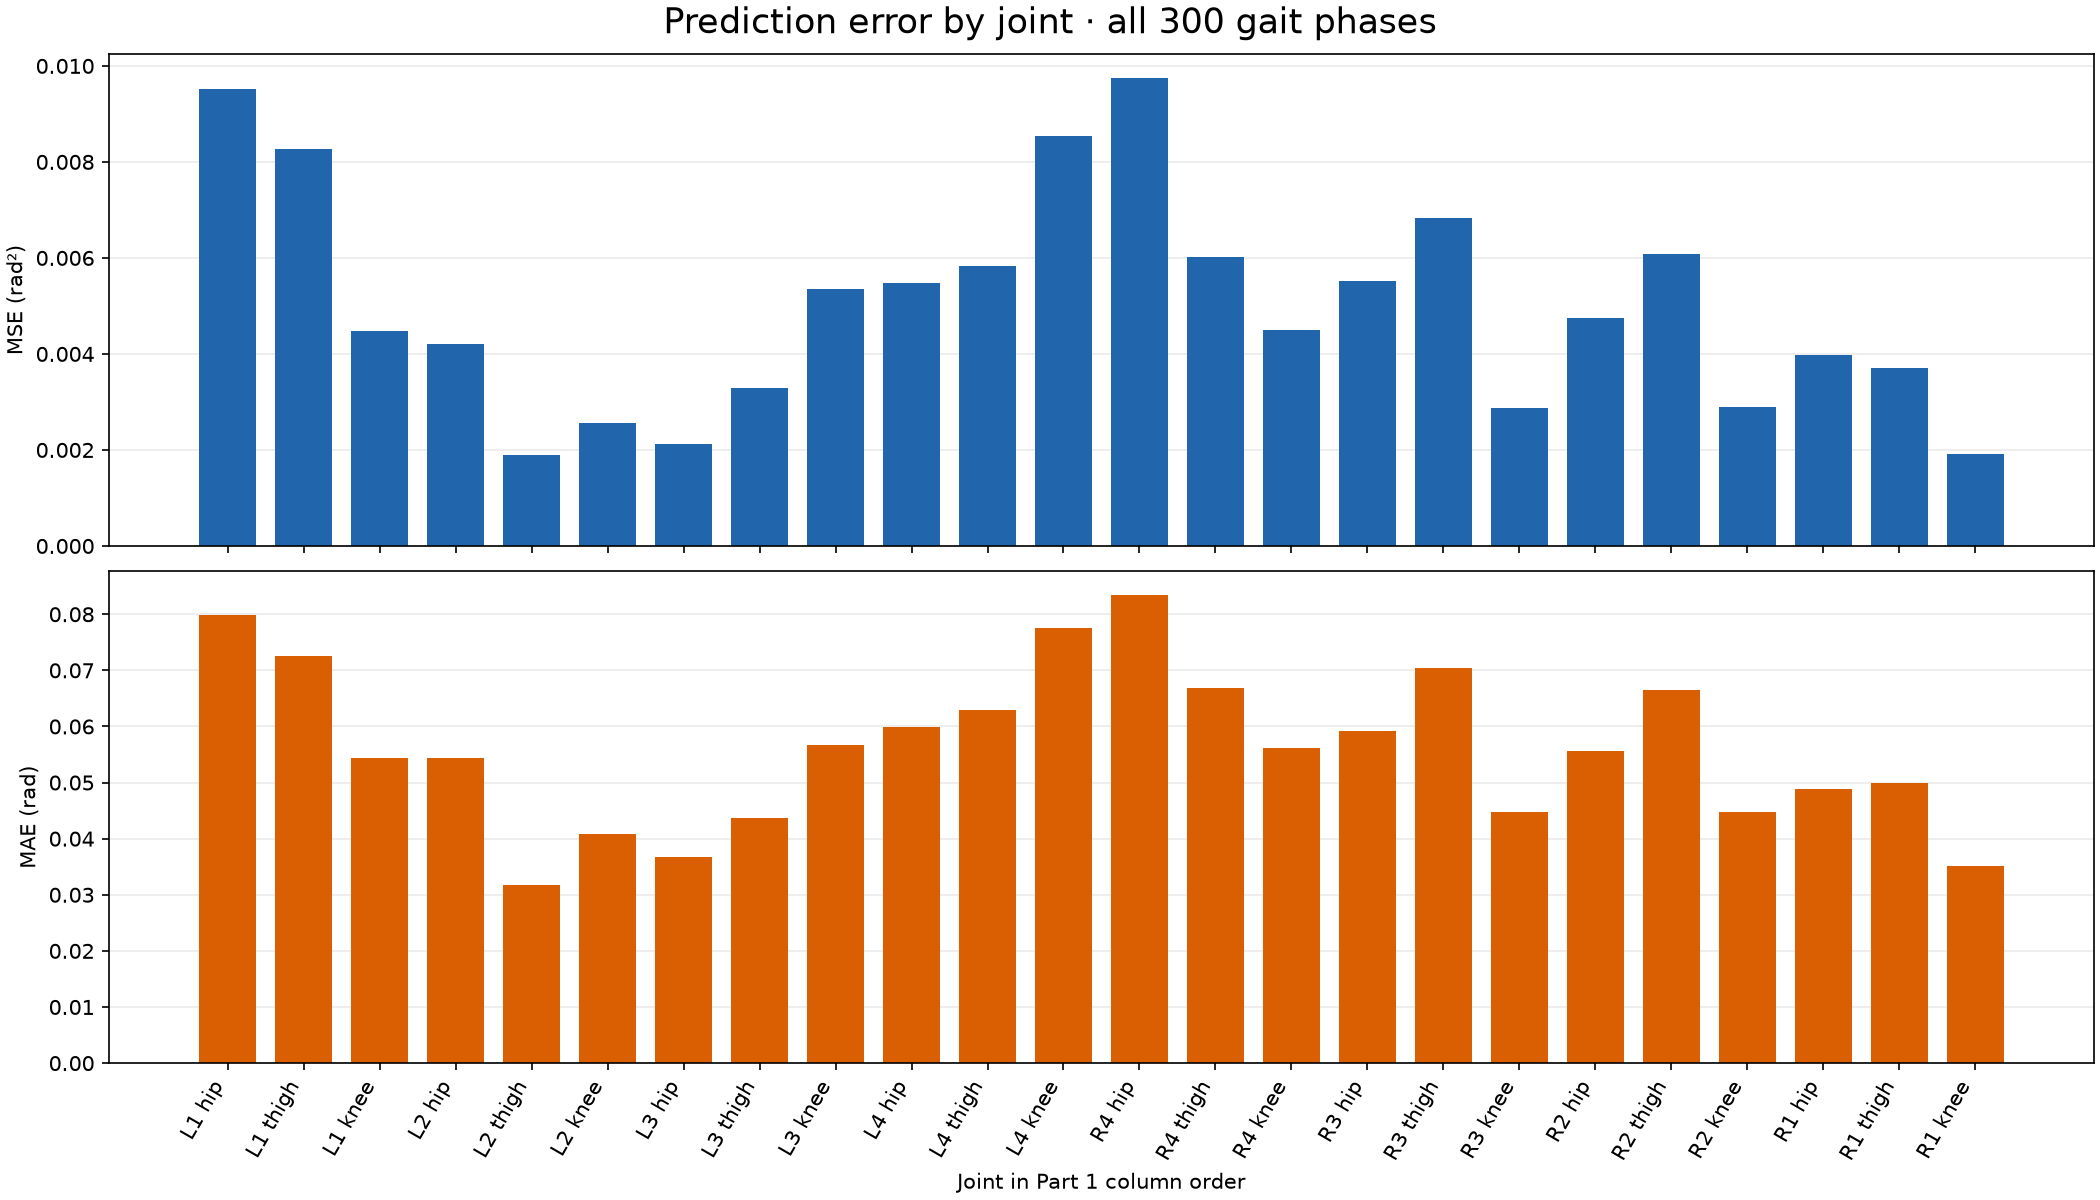 Prediction error by joint · all 300 gait phases
MSE (rad²)
0.010
0.008
0.006
0.004
0.002
0.000
MAE (rad)
0.08
0.07
0.06
0.05
0.04
0.03
0.02
0.01
0.00
L1 hip
L1 thigh
L1 knee
L2 hip
L2 thigh
L2 knee
L3 hip
L3 thigh
L3 knee
L4 hip
L4 thigh
L4 knee
R4 hip
R4 thigh
R4 knee
R3 hip
R3 thigh
R3 knee
R2 hip
R2 thigh
R2 knee
R1 hip
R1 thigh
R1 knee
Joint in Part 1 column order